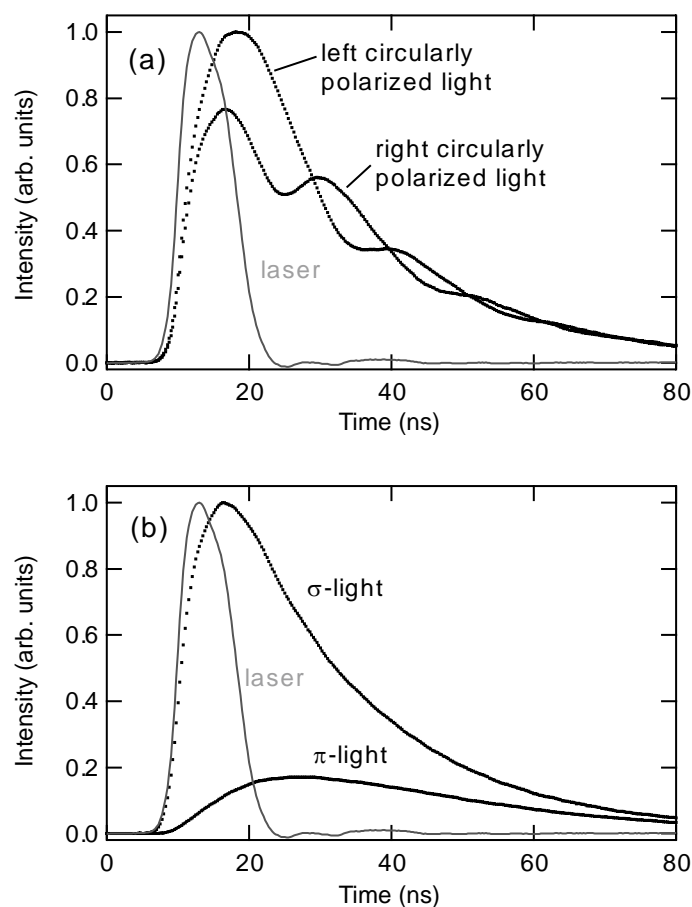 (a)
left circularly
polarized light
right circularly
polarized light
laser
Intensity (arb. units)
1.0
0.8
0.6
0.4
0.2
0.0
0 20 40 60 80
Time (ns)
(b)
σ-light
laser
π-light
Intensity (arb. units)
1.0
0.8
0.6
0.4
0.2
0.0
0 20 40 60 80
Time (ns)